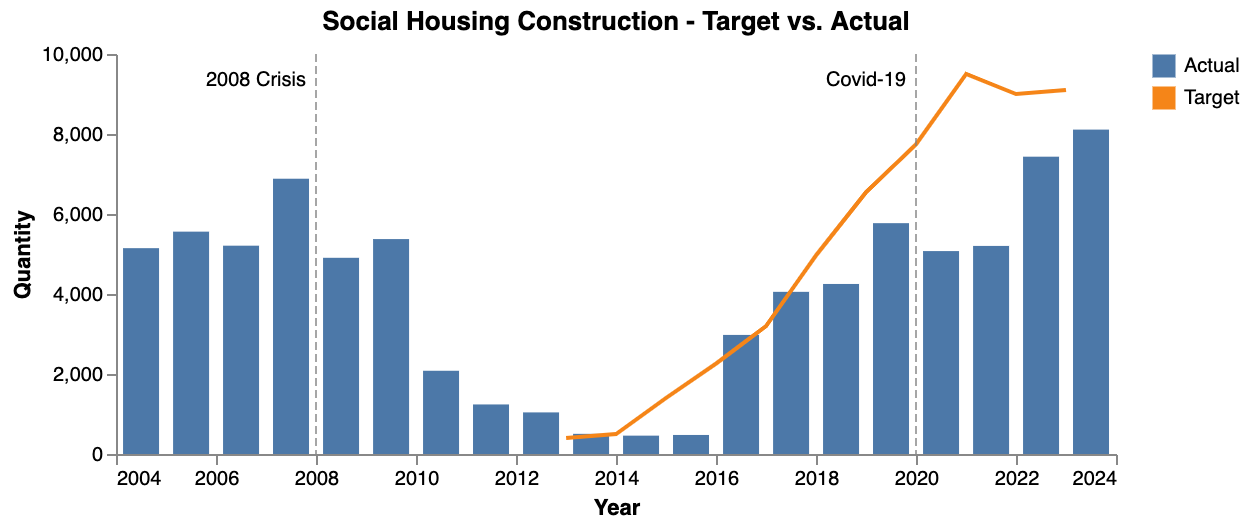 Social Housing Construction - Target vs. Actual
10,000
8,000
6,000
4,000
2,000
0
Quantity
2008 Crisis
Covid-19
Actual
Target
2004 2006 2008 2010 2012 2014 2016 2018 2020 2022 2024
Year